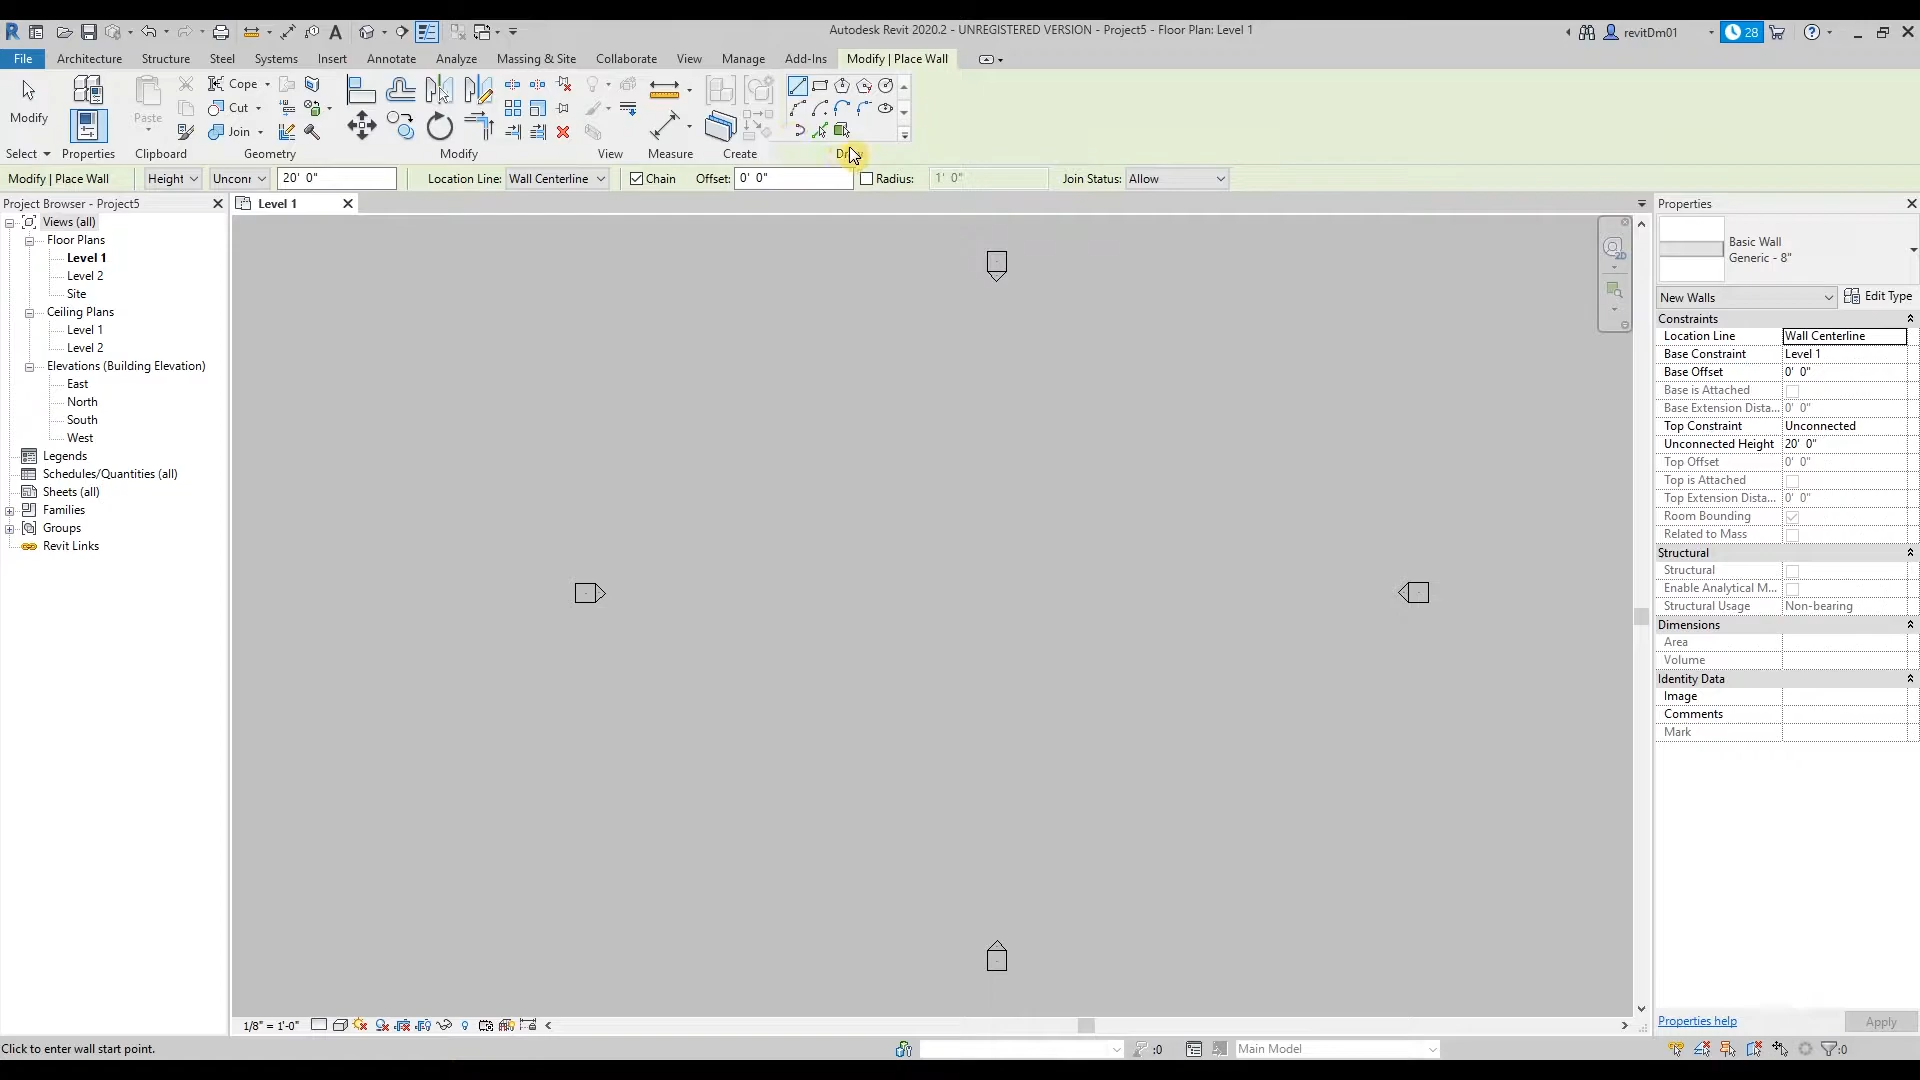 Autodesk Revit 2020.2 - UNREGISTERED VERSION - Project5 - Floor Plan: Level 1
revitDm01
28
File
Architecture
Structure
Steel
Systems
Insert
Annotate
Analyze
Massing & Site
Collaborate
View
Manage
Add-Ins
Modify | Place Wall
Modify
Paste
Cope
Cut
Join
Select
Properties
Clipboard
Geometry
Modify
View
Measure
Create
Modify | Place Wall
Height
Unconr
20' 0"
Location Line:
Wall Centerline
Chain
Offset:
0' 0"
Radius:
1' 0"
Join Status:
Allow
Project Browser - Project5
Views (all)
Floor Plans
Level 1
Level 2
Site
Ceiling Plans
Level 1
Level 2
Elevations (Building Elevation)
East
North
South
West
Legends
Schedules/Quantities (all)
Sheets (all)
Families
Groups
Revit Links
Level 1
2D
Properties
Basic Wall
Generic - 8"
New Walls
Edit Type
Constraints
Location Line Wall Centerline
Base Constraint Level 1
Base Offset 0' 0"
Base is Attached
Base Extension Dista... 0' 0"
Top Constraint Unconnected
Unconnected Height 20' 0"
Top Offset 0' 0"
Top is Attached
Top Extension Dista... 0' 0"
Room Bounding
Related to Mass
Structural
Structural
Enable Analytical M...
Structural Usage Non-bearing
Dimensions
Area
Volume
Identity Data
Image
Comments
Mark
Properties help
Apply
1/8" = 1'-0"
Click to enter wall start point.
:0
Main Model
:0